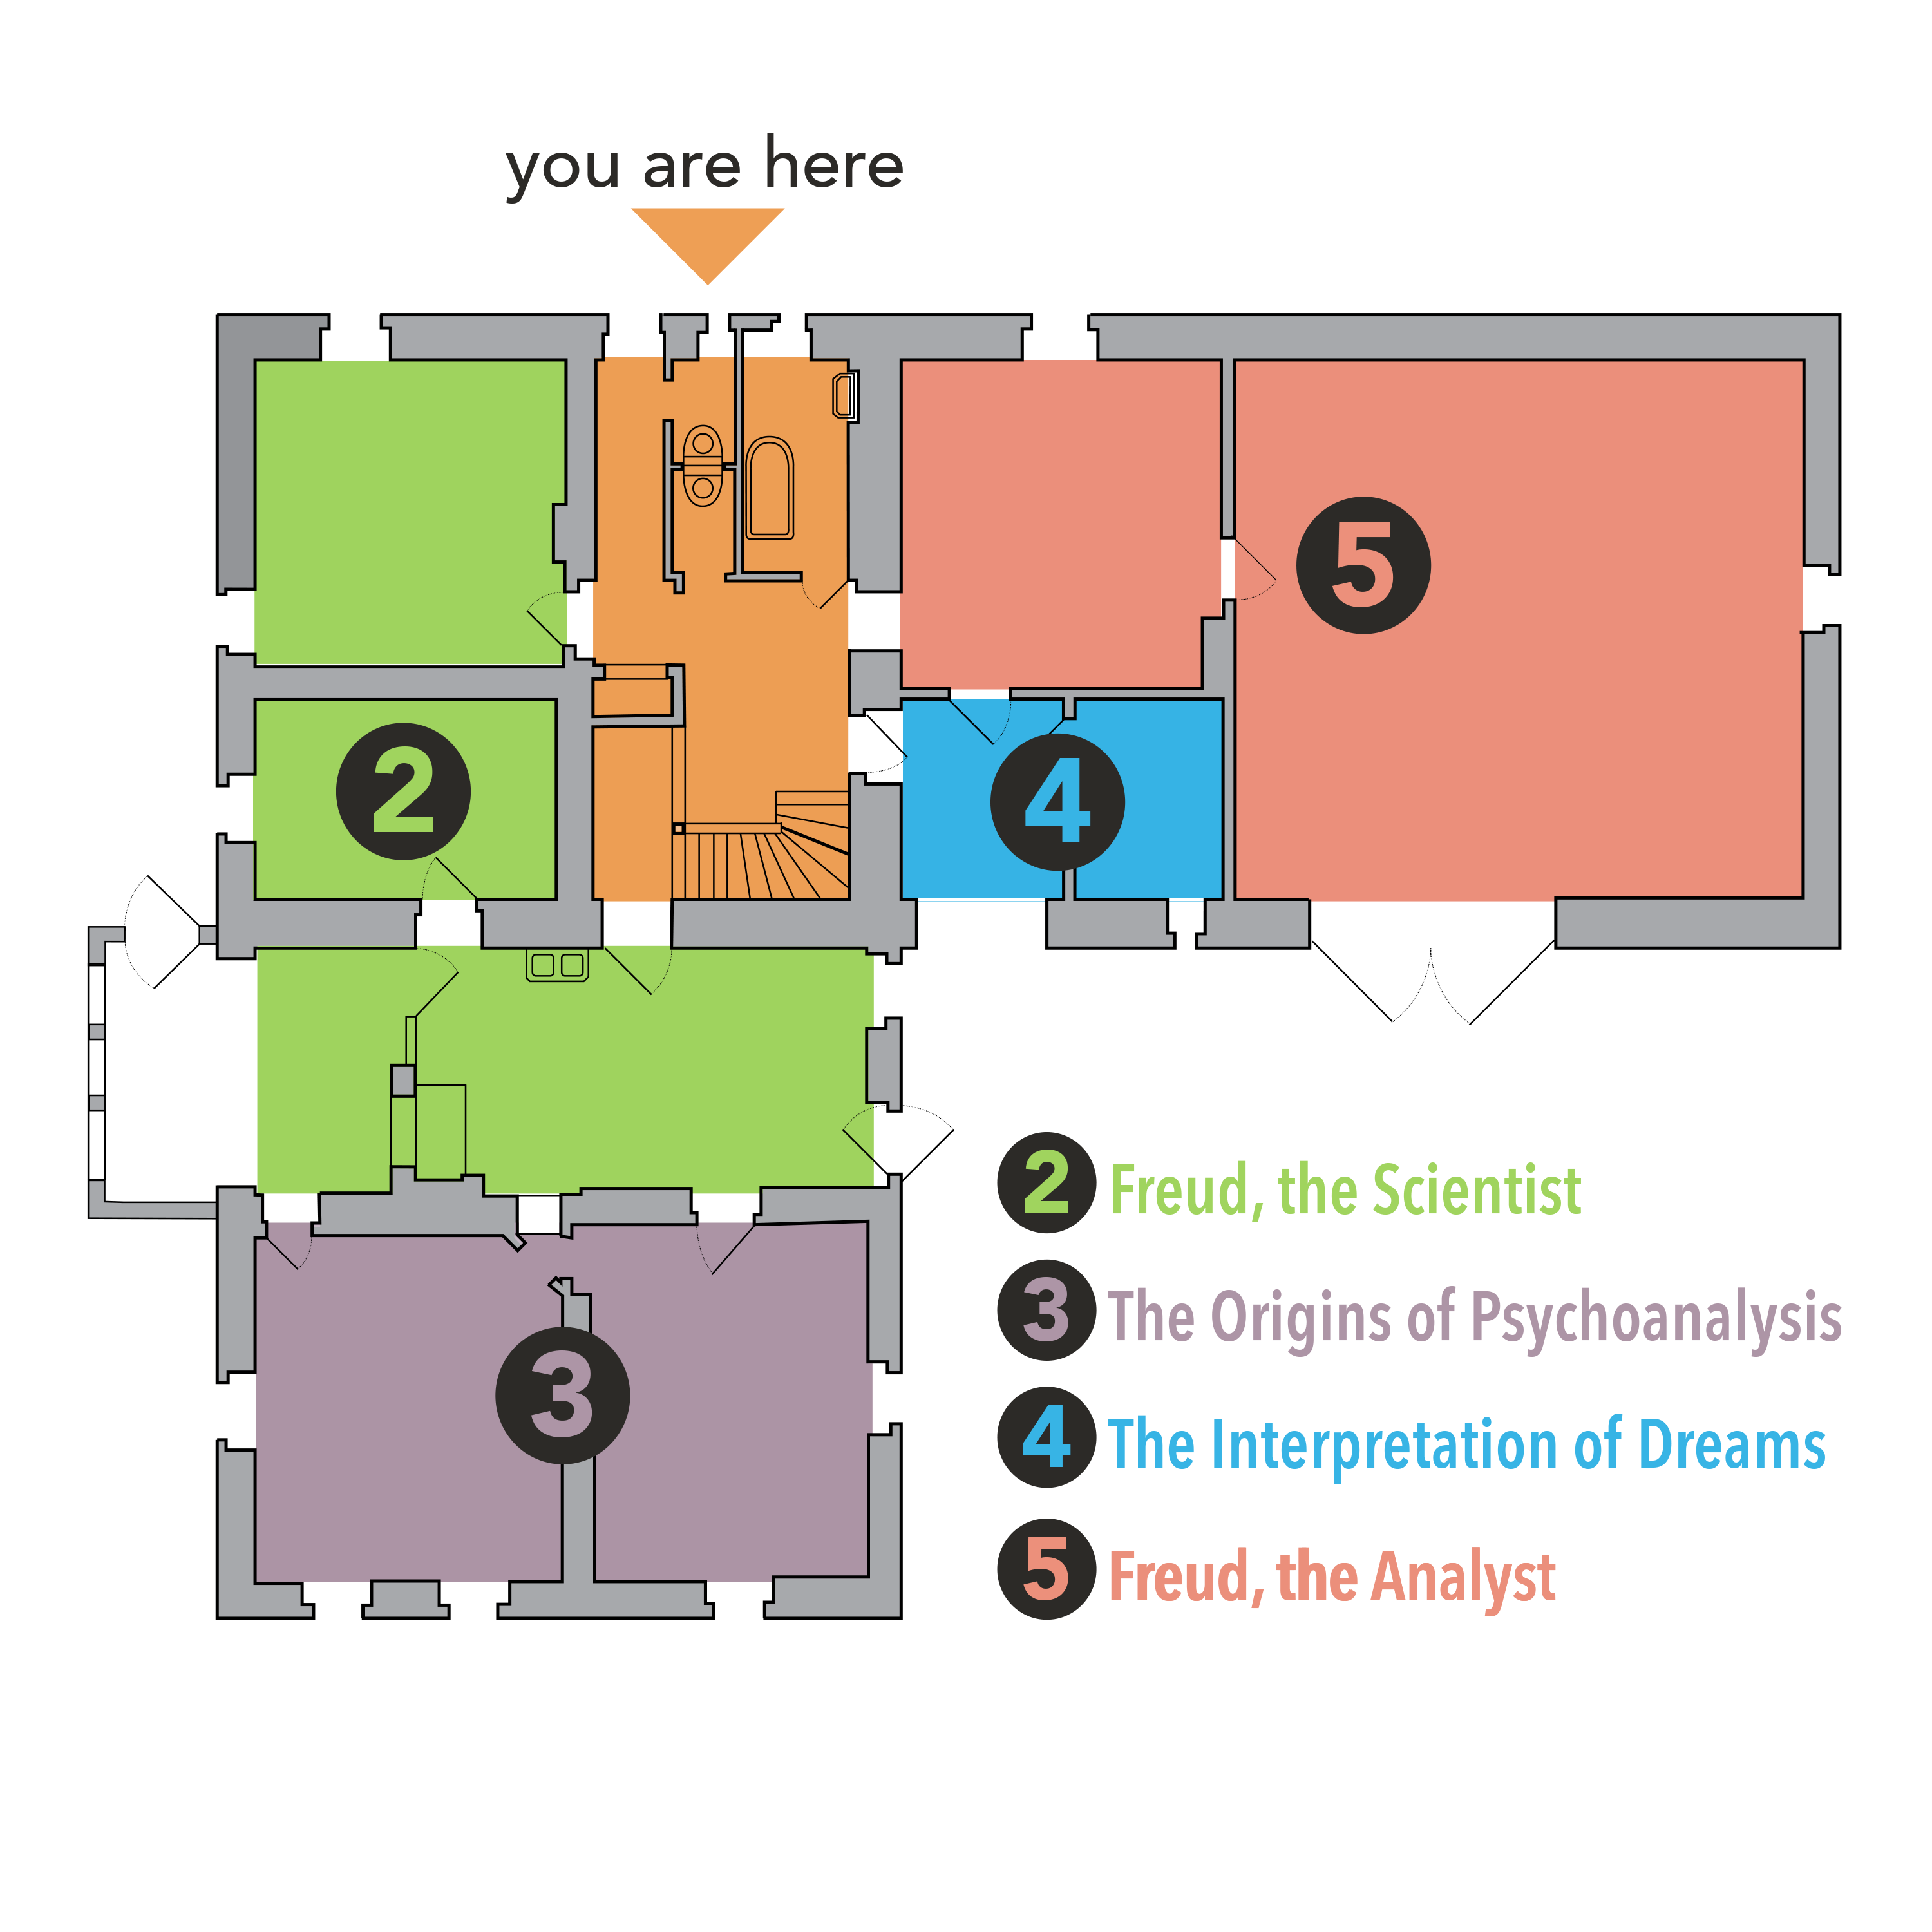 you are here
5
2
4
3
2 Freud, the Scientist
3 The Origins of Psychoanalysis
4 The Interpretation of Dreams
5 Freud, the Analyst